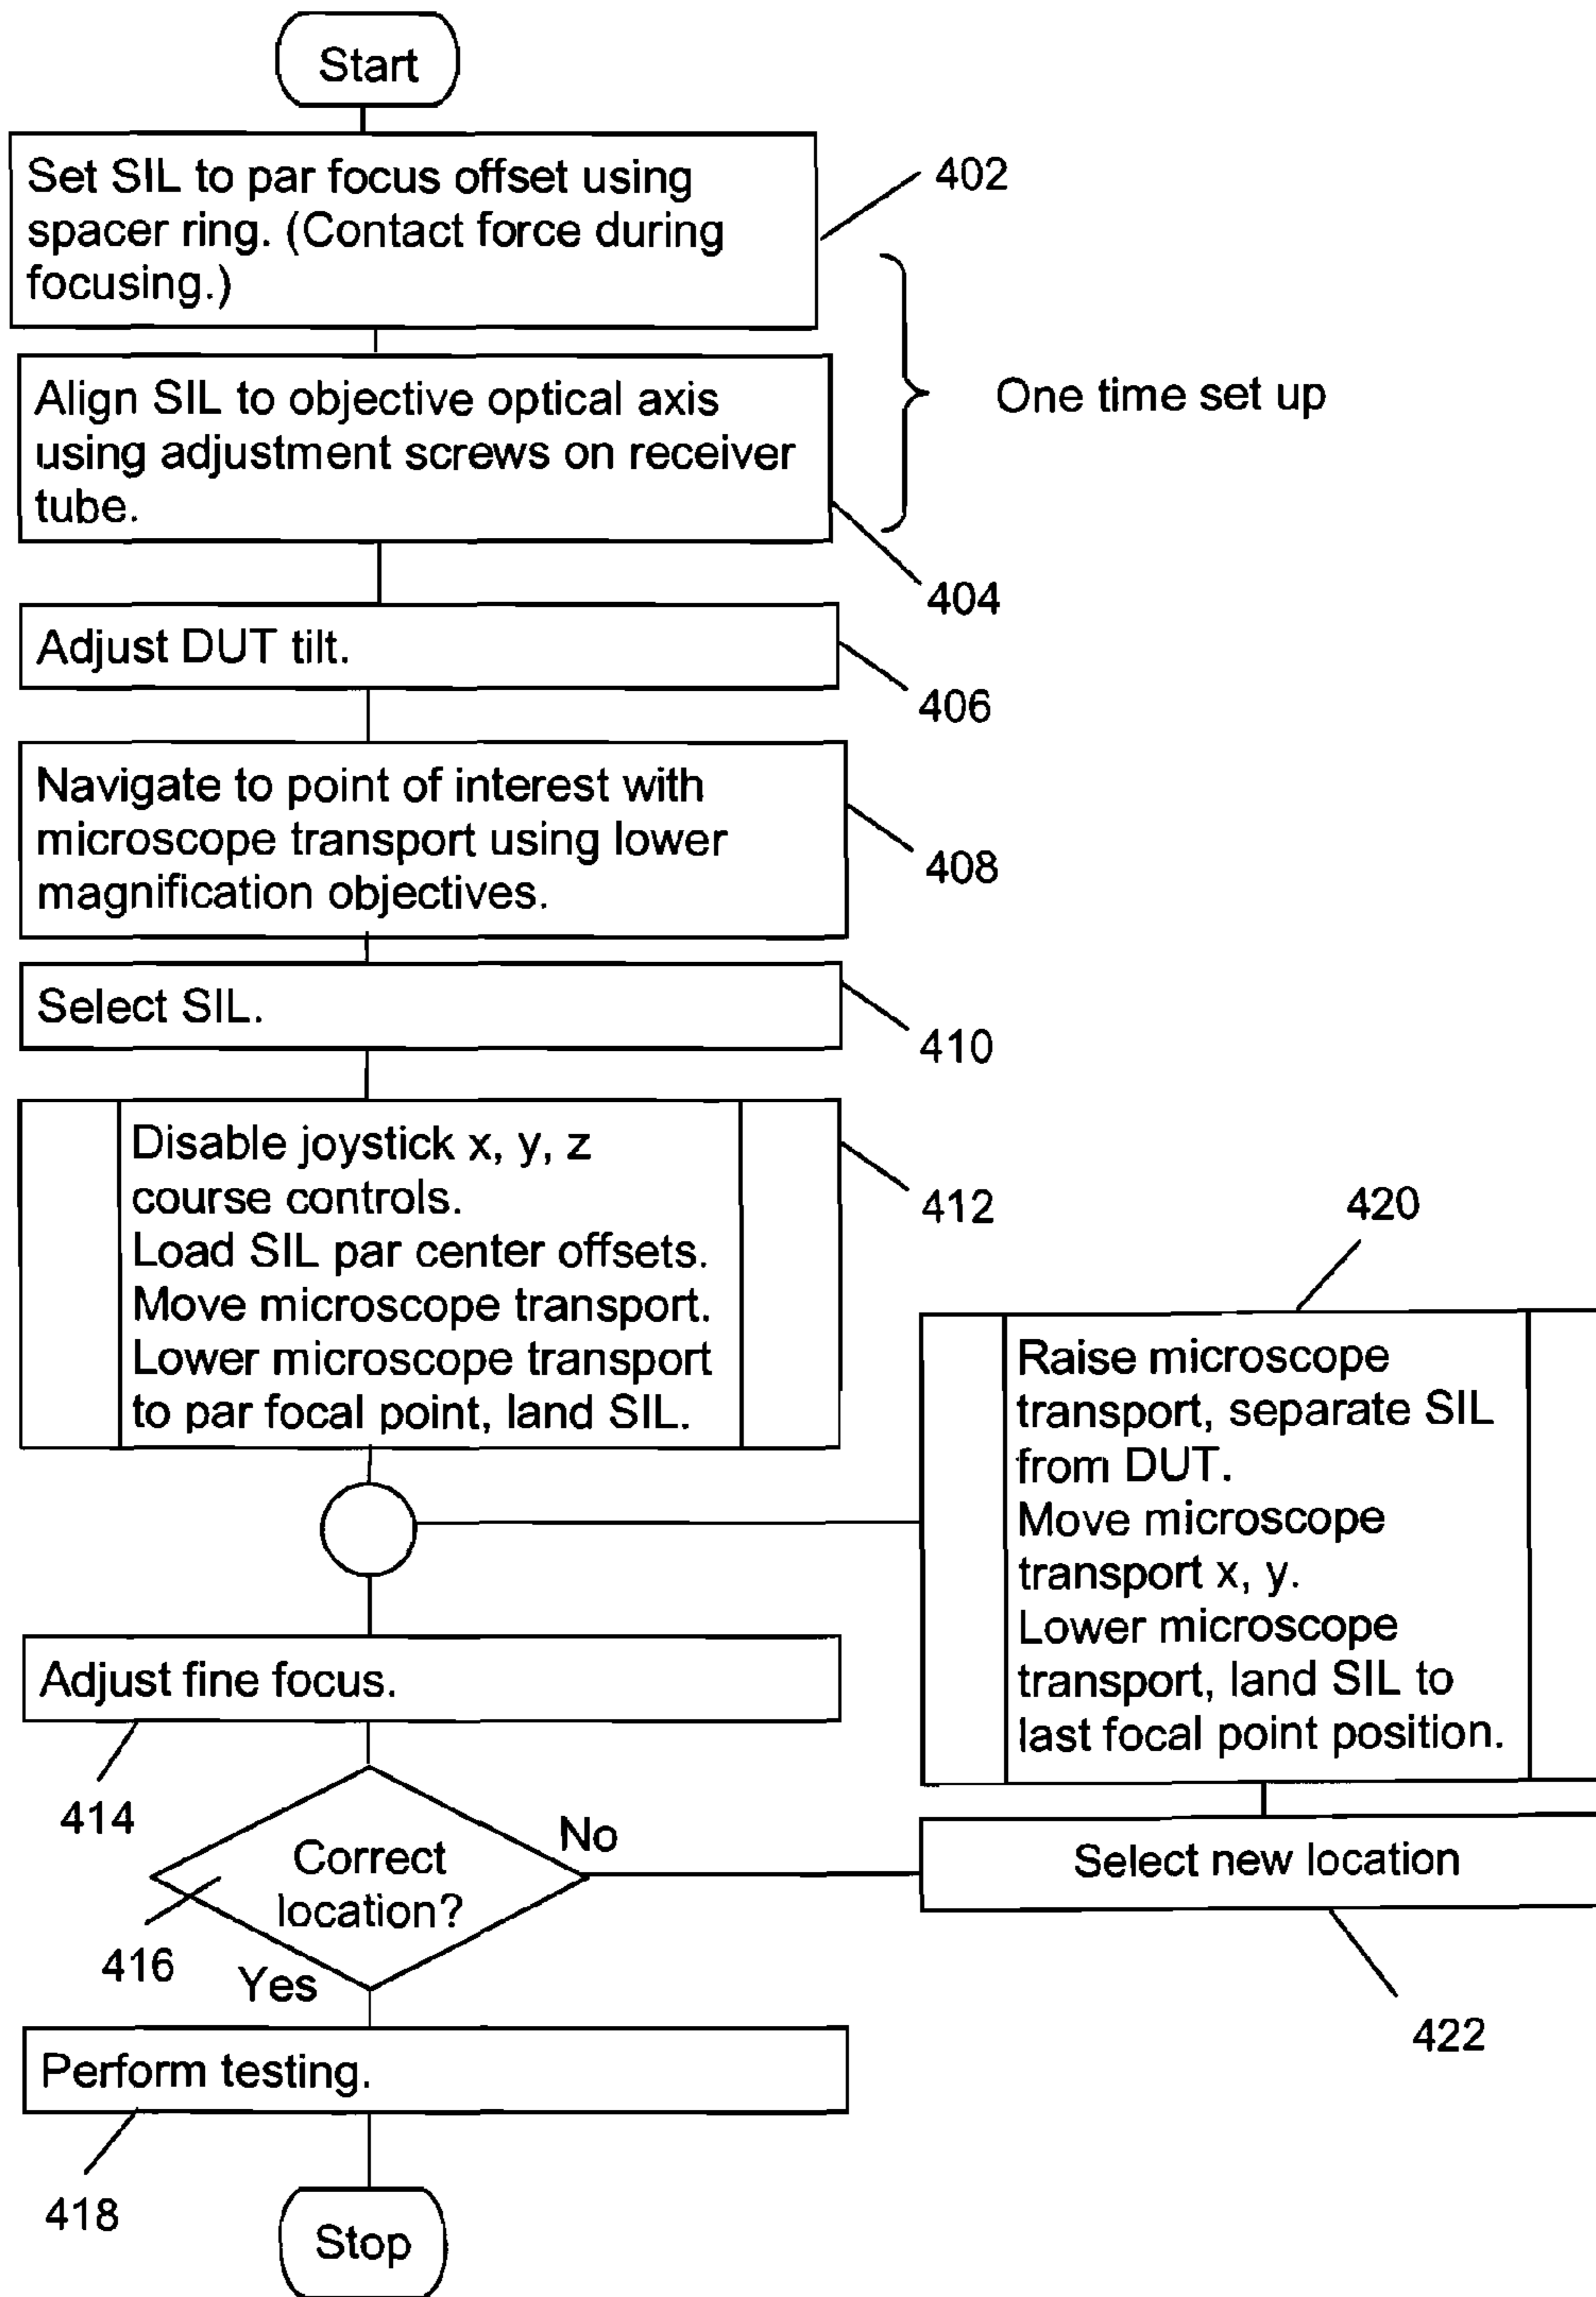 Start
Set SIL to par focus offset using
spacer ring. (Contact force during
focusing.)
402
One time set up
Align SIL to objective optical axis
using adjustment screws on receiver
tube.
404
Adjust DUT tilt.
406
Navigate to point of interest with
microscope transport using lower
magnification objectives.
408
Select SIL.
410
Disable joystick x, y, z
course controls.
Load SIL par center offsets.
Move microscope transport.
Lower microscope transport
to par focal point, land SIL.
412
420
Raise microscope
transport, separate SIL
from DUT.
Move microscope
transport x, y.
Lower microscope
transport, land SIL to
last focal point position.
Adjust fine focus.
414
Correct
location?
416
No
Yes
Select new location
422
Perform testing.
418
Stop